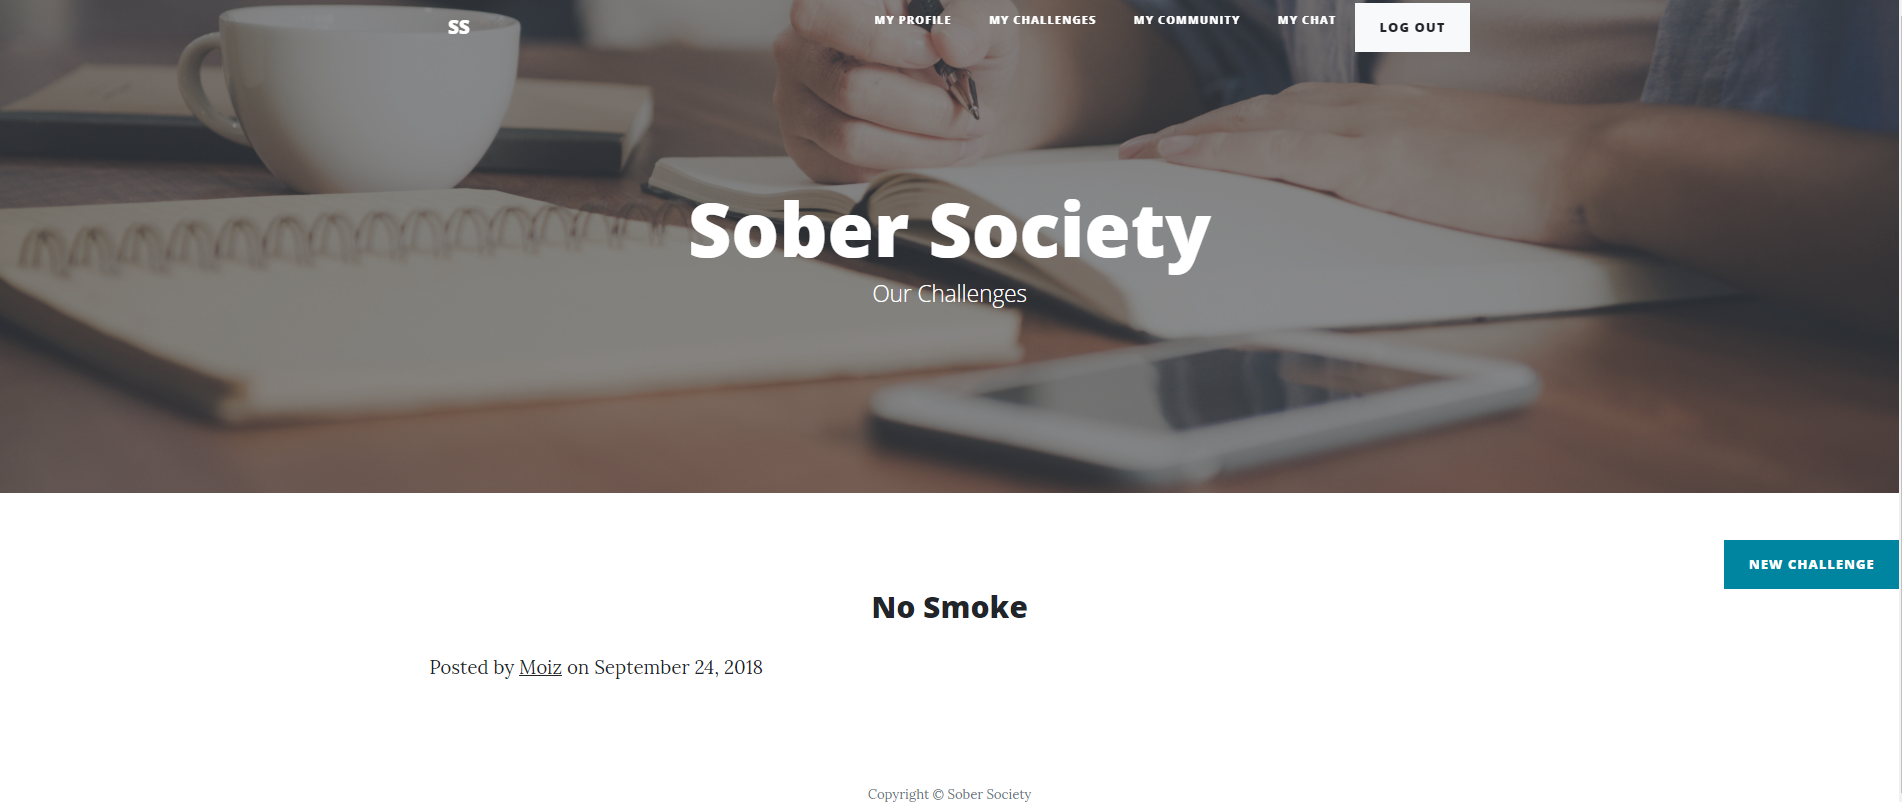 SS
MY PROFILE MY CHALLENGES MY COMMUNITY MY CHAT LOG OUT
Sober Society
Our Challenges
NEW CHALLENGE
No Smoke
Posted by Moiz on September 24, 2018
Copyright © Sober Society